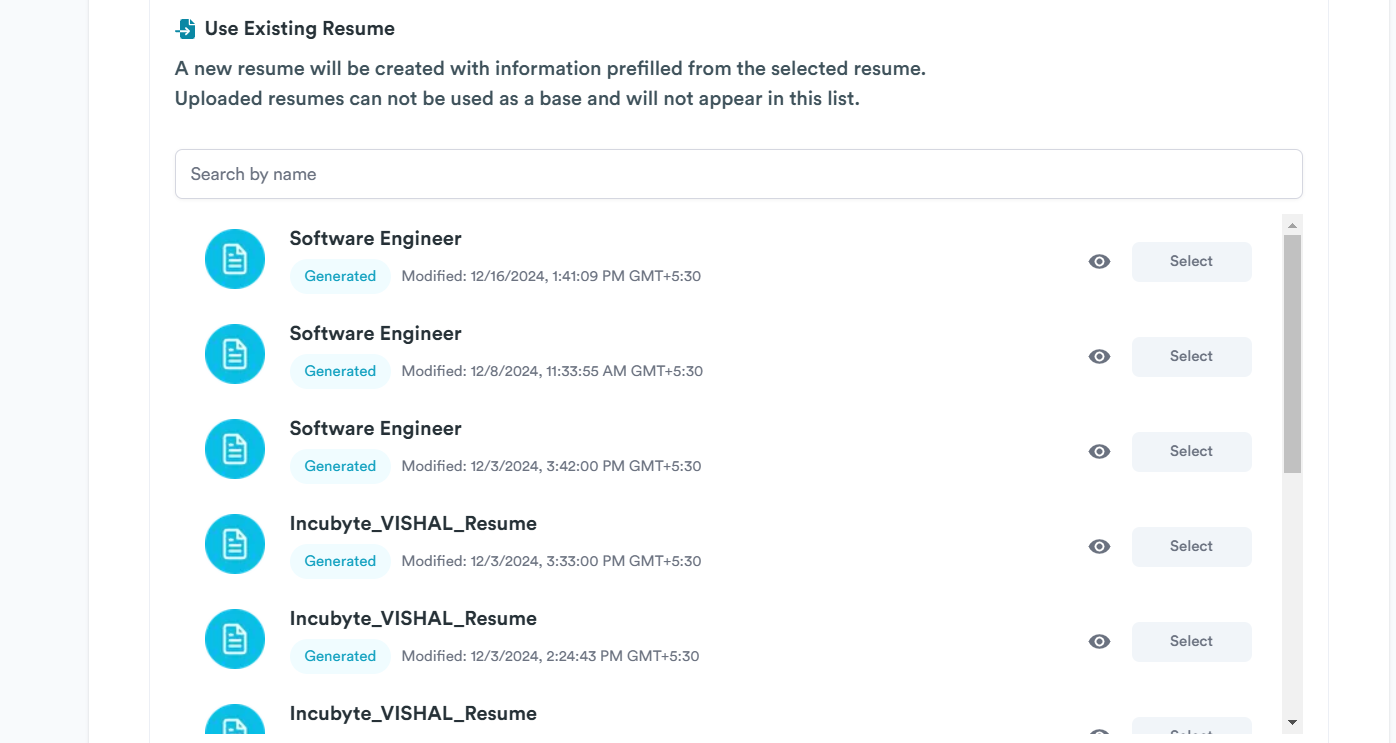 Use Existing Resume
A new resume will be created with information prefilled from the selected resume.
Uploaded resumes can not be used as a base and will not appear in this list.
Search by name
Software Engineer
Generated Modified: 12/16/2024, 1:41:09 PM GMT+5:30
Select
Software Engineer
Generated Modified: 12/8/2024, 11:33:55 AM GMT+5:30
Select
Software Engineer
Generated Modified: 12/3/2024, 3:42:00 PM GMT+5:30
Select
Incubyte_VISHAL_Resume
Generated Modified: 12/3/2024, 3:33:00 PM GMT+5:30
Select
Incubyte_VISHAL_Resume
Generated Modified: 12/3/2024, 2:24:43 PM GMT+5:30
Select
Incubyte_VISHAL_Resume